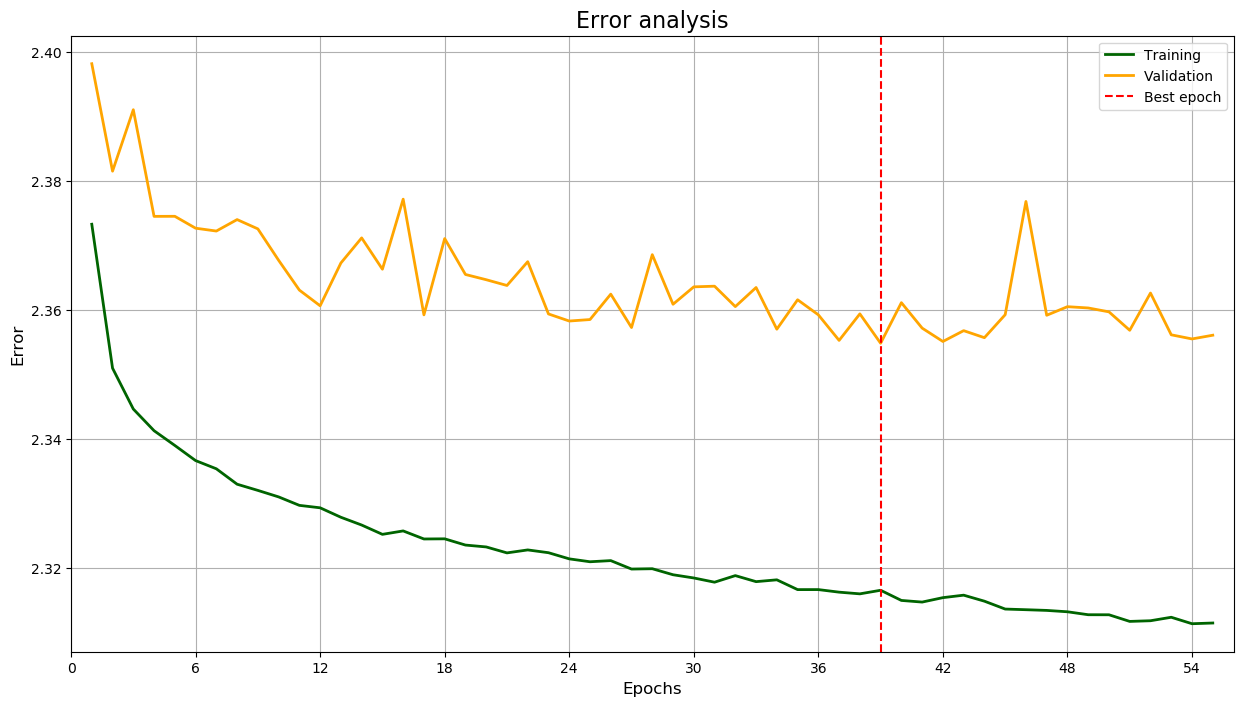 Error analysis
2.40
2.38
2.36
2.34
2.32
Error
Training
Validation
Best epoch
0 6 12 18 24 30 36 42 48 54
Epochs